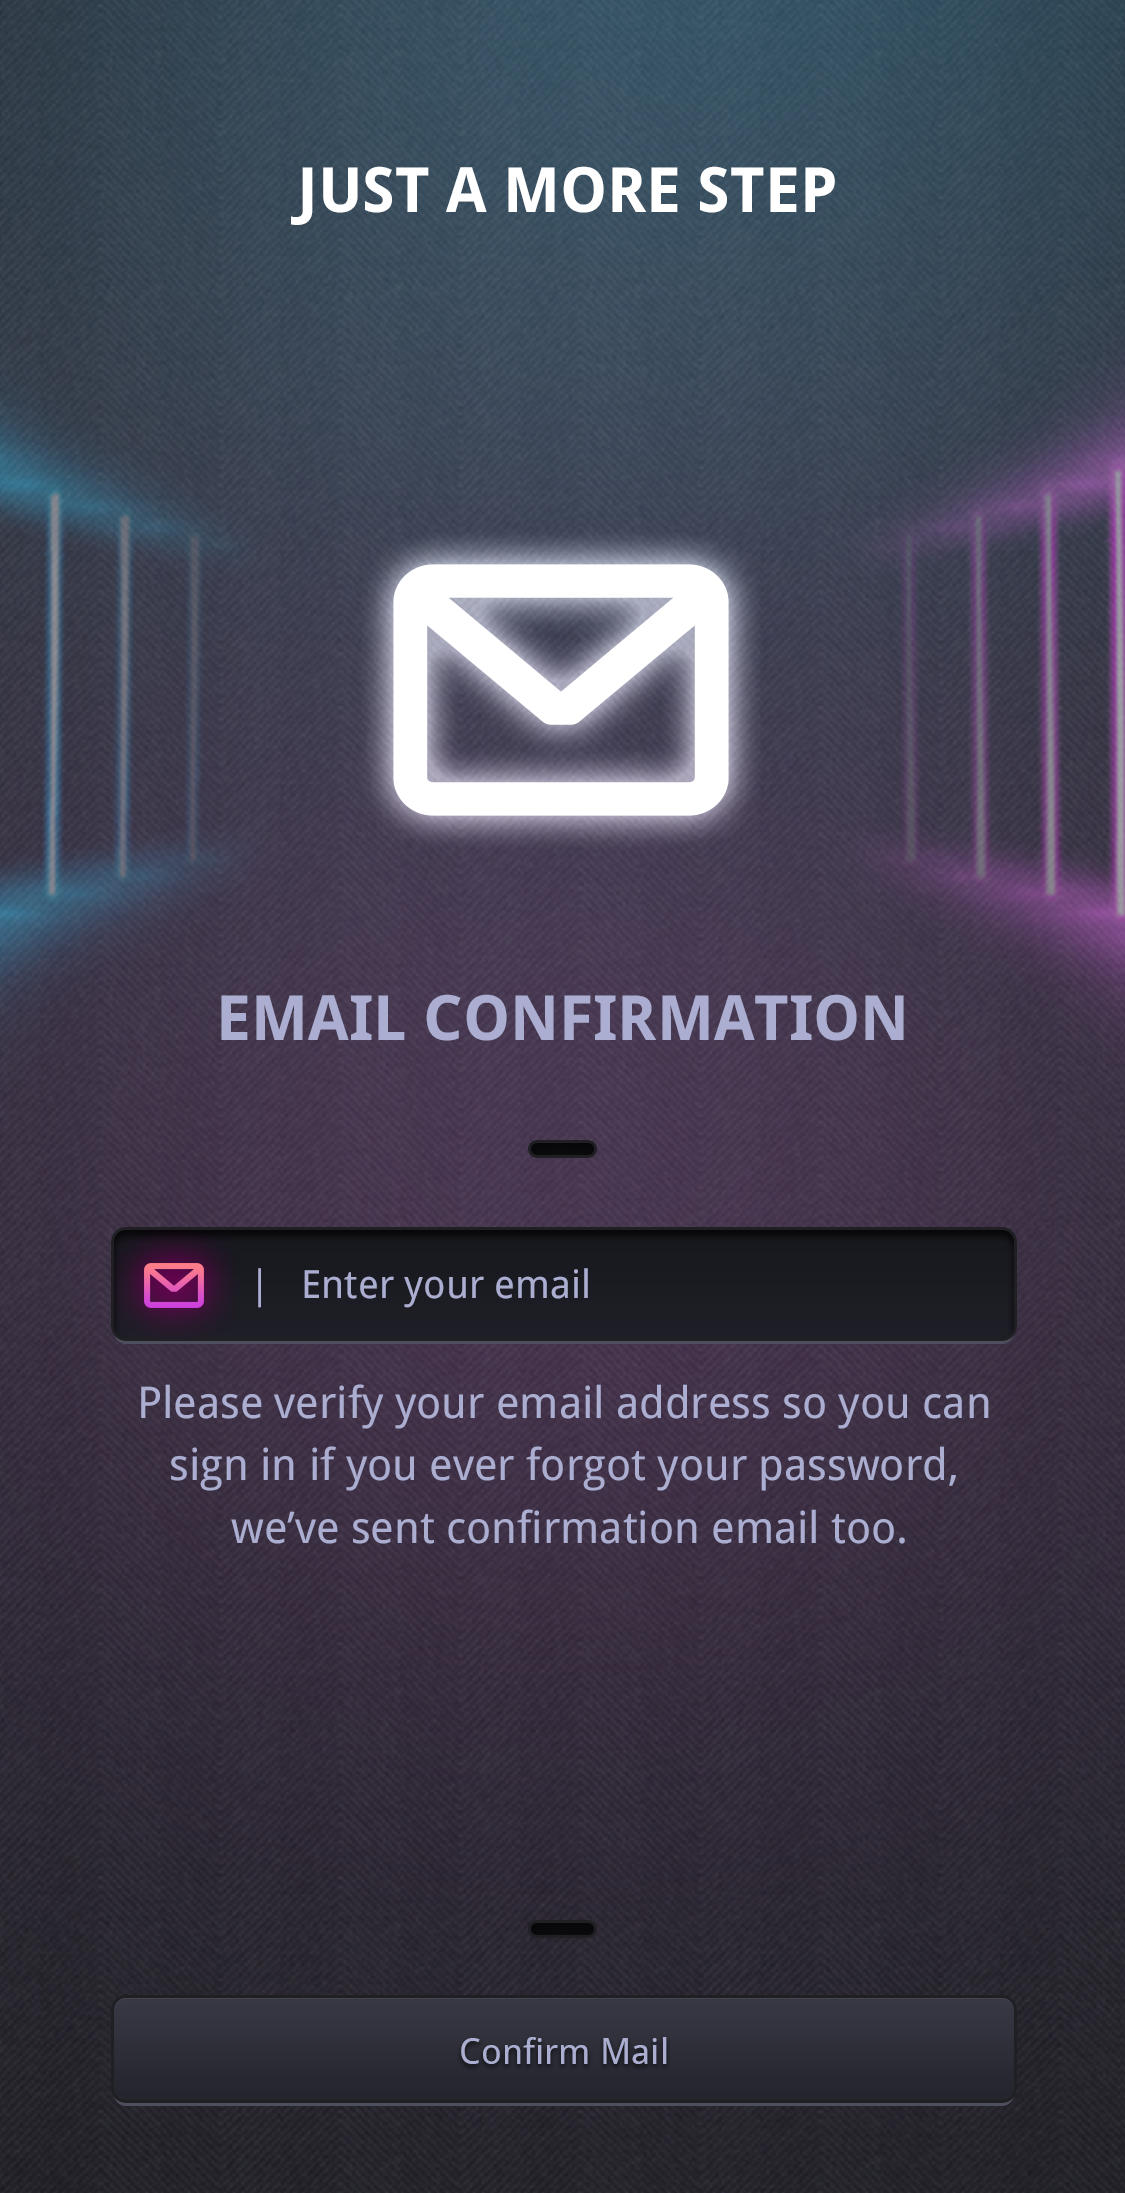 JUST A MORE STEP
EMAIL CONFIRMATION
| Enter your email
Please verify your email address so you can
sign in if you ever forgot your password,
we’ve sent confirmation email too.
Confirm Mail